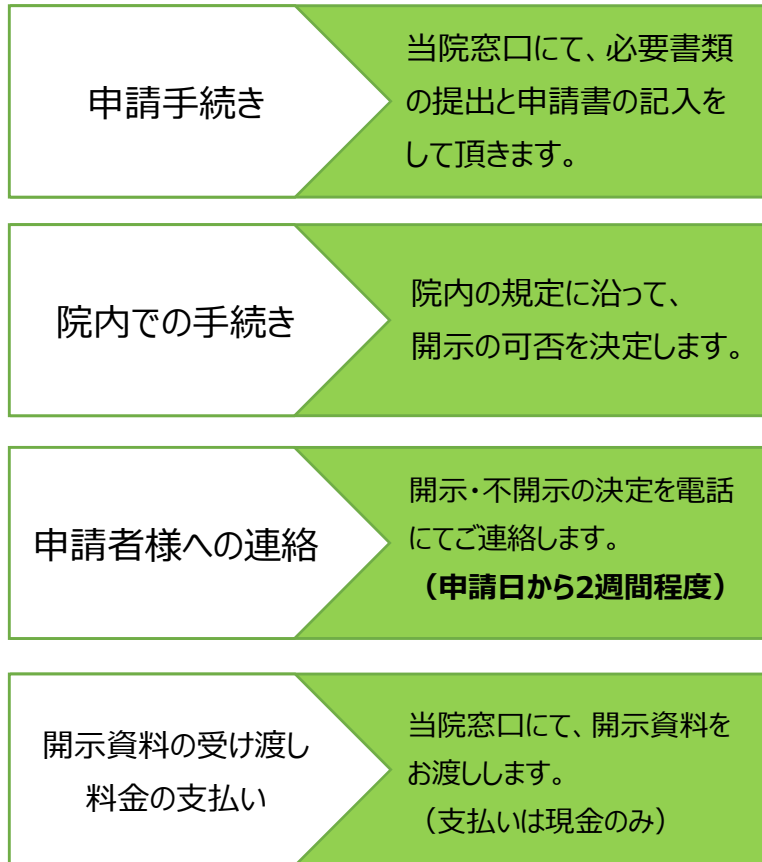 申請手続き
当院窓口にて、必要書類
の提出と申請書の記入を
して頂きます。
院内での手続き
院内の規定に沿って、
開示の可否を決定します。
申請者様への連絡
開示・不開示の決定を電話
にてご連絡します。
（申請日から2週間程度）
開示資料の受け渡し
料金の支払い
当院窓口にて、開示資料を
お渡しします。
（支払いは現金のみ）